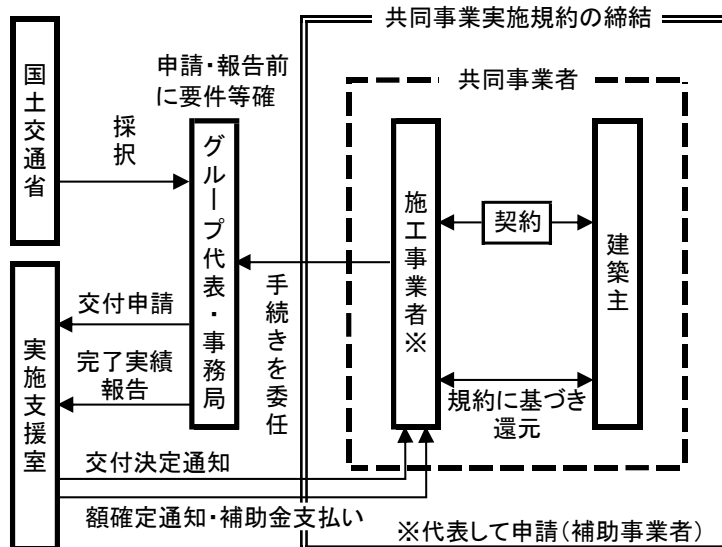 共同事業実施規約の締結
国土交通省
採択
申請・報告前
に要件等確
グループ代表・事務局
共同事業者
施工事業者※
契約
建築主
手続きを委任
規約に基づき
還元
実施支援室
交付申請
完了実績
報告
交付決定通知
額確定通知・補助金支払い
※代表して申請(補助事業者)